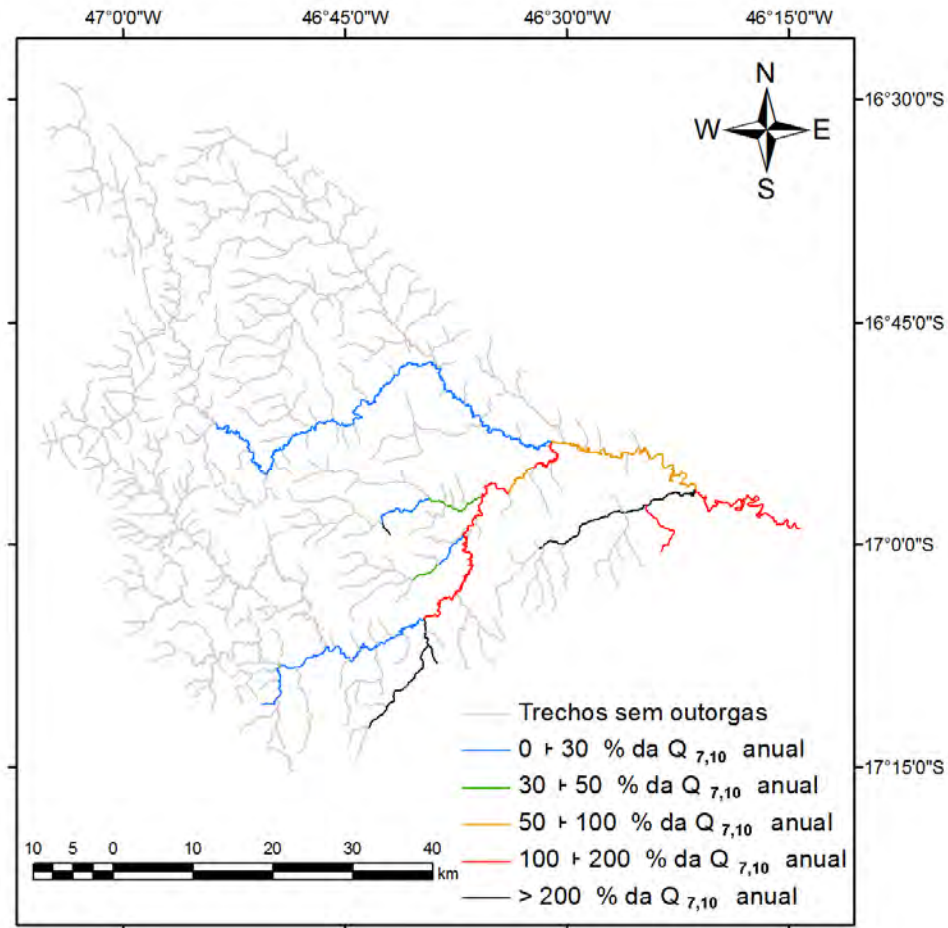 47°00'0"W 46°45'0"W 46°30'0"W 46°15'0"W
N
W E
S
16°30'0"S
16°45'0"S
17°00'0"S
17°15'0"S
Trechos sem outorgas
0 ⊦ 30 % da Q 7,10 anual
30 ⊦ 50 % da Q 7,10 anual
50 ⊦ 100 % da Q 7,10 anual
100 ⊦ 200 % da Q 7,10 anual
> 200 % da Q 7,10 anual
10 5 0 10 20 30 40
km